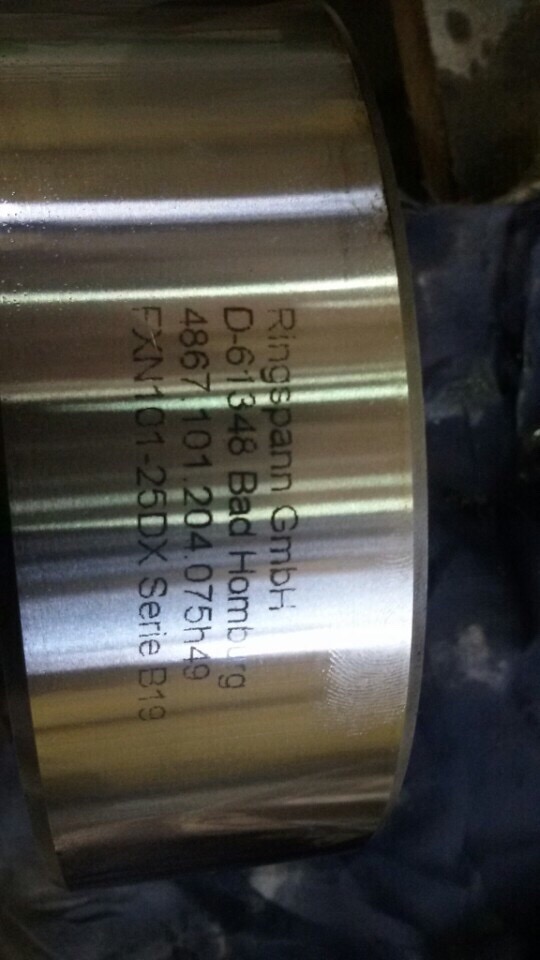 Ringspann GmbH
D-61348 Bad Homburg
4867.101.204.075h49
FXN101-25DX Serie B19